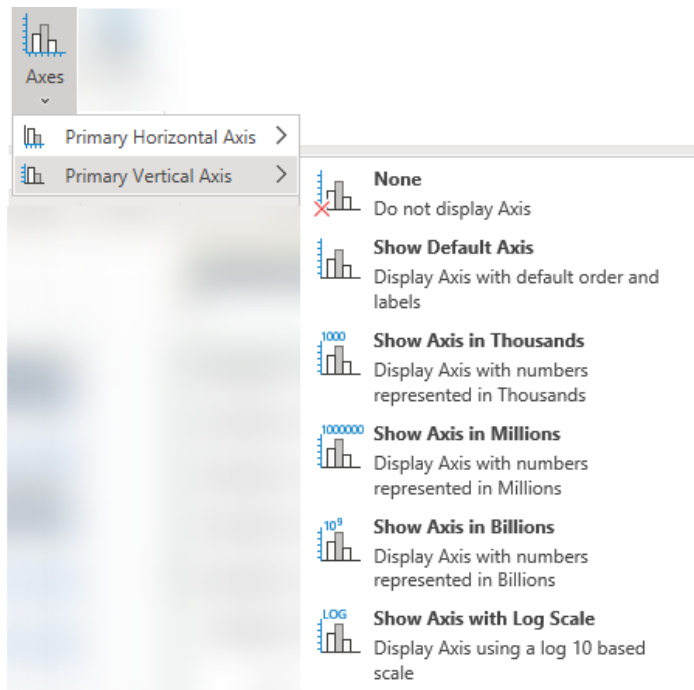 Axes
Primary Horizontal Axis
Primary Vertical Axis
None
Do not display Axis
Show Default Axis
Display Axis with default order and
labels
1000
Show Axis in Thousands
Display Axis with numbers
represented in Thousands
1000000
Show Axis in Millions
Display Axis with numbers
represented in Millions
10⁹
Show Axis in Billions
Display Axis with numbers
represented in Billions
LOG
Show Axis with Log Scale
Display Axis using a log 10 based
scale